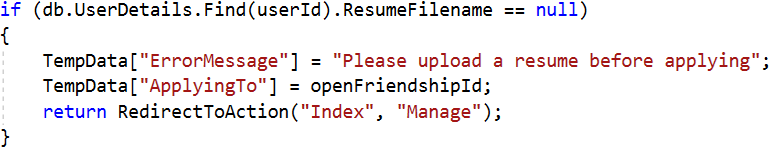 if (db.UserDetails.Find(userId).ResumeFilename == null)
{
    TempData["ErrorMessage"] = "Please upload a resume before applying";
    TempData["ApplyingTo"] = openFriendshipId;
    return RedirectToAction("Index", "Manage");
}